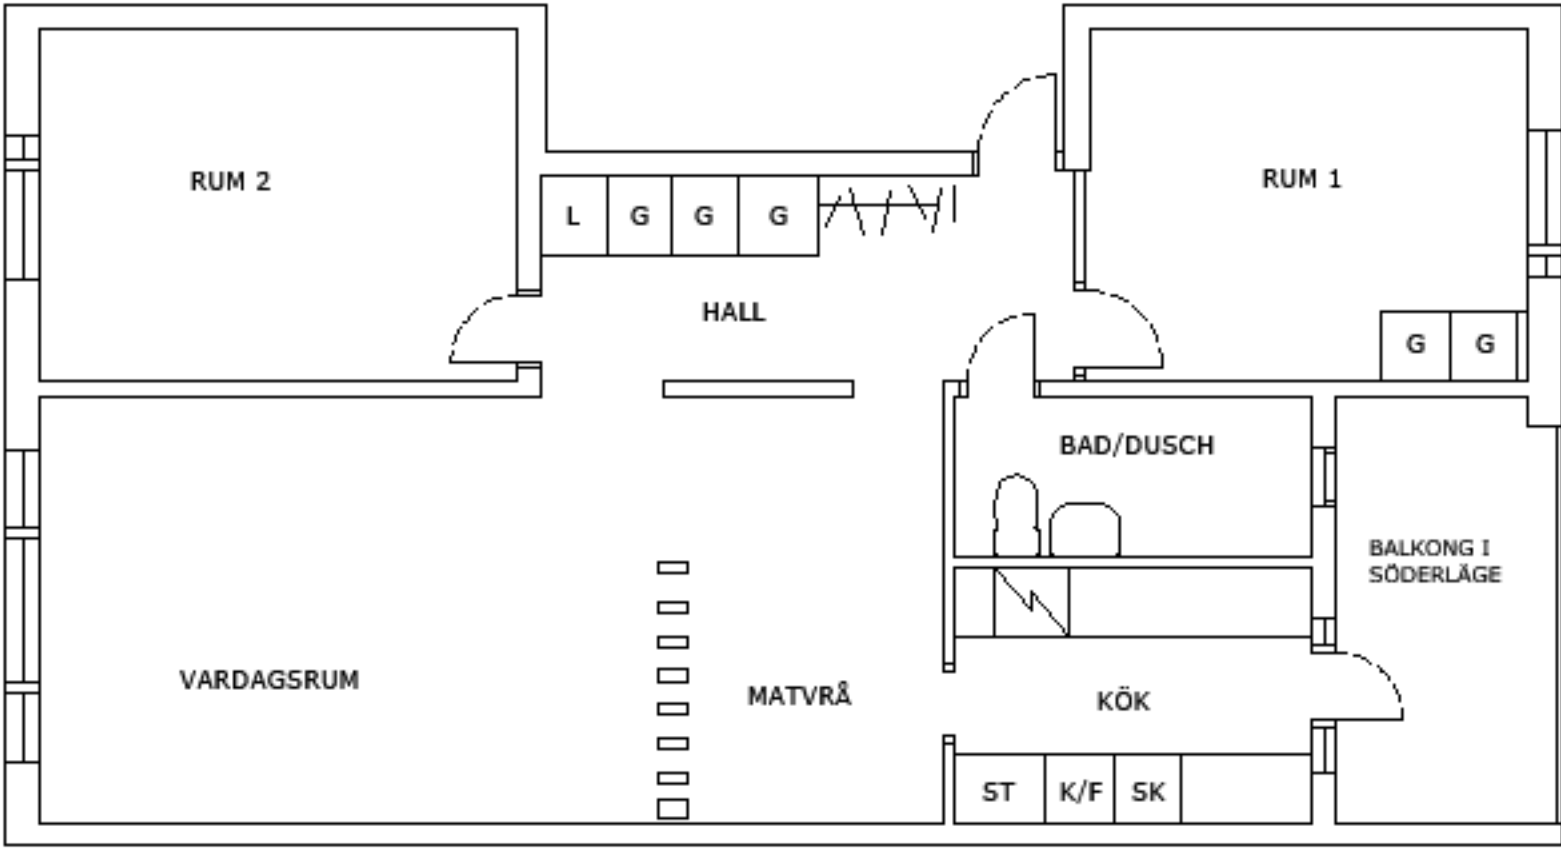 RUM 2
RUM 1
L G G G
HALL
G G
BAD/DUSCH
BALKONG I
SÖDERLÄGE
VARDAGSRUM
MATVRÅ
KÖK
ST K/F SK